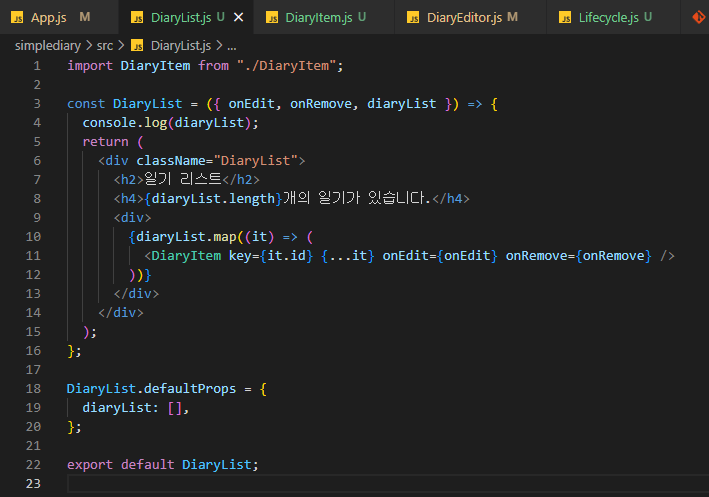 JS App.js M
JS DiaryList.js U ×
JS DiaryItem.js U
JS DiaryEditor.js M
JS Lifecycle.js U
simplediary > src > JS DiaryList.js > ...
1 import DiaryItem from "./DiaryItem";
2
3 const DiaryList = ({ onEdit, onRemove, diaryList }) => {
4   console.log(diaryList);
5   return (
6     <div className="DiaryList">
7       <h2>일기 리스트</h2>
8       <h4>{diaryList.length}개의 일기가 있습니다.</h4>
9       <div>
10         {diaryList.map((it) => (
11           <DiaryItem key={it.id} {...it} onEdit={onEdit} onRemove={onRemove} />
12         ))}
13       </div>
14     </div>
15   );
16 };
17
18 DiaryList.defaultProps = {
19   diaryList: [],
20 };
21
22 export default DiaryList;
23